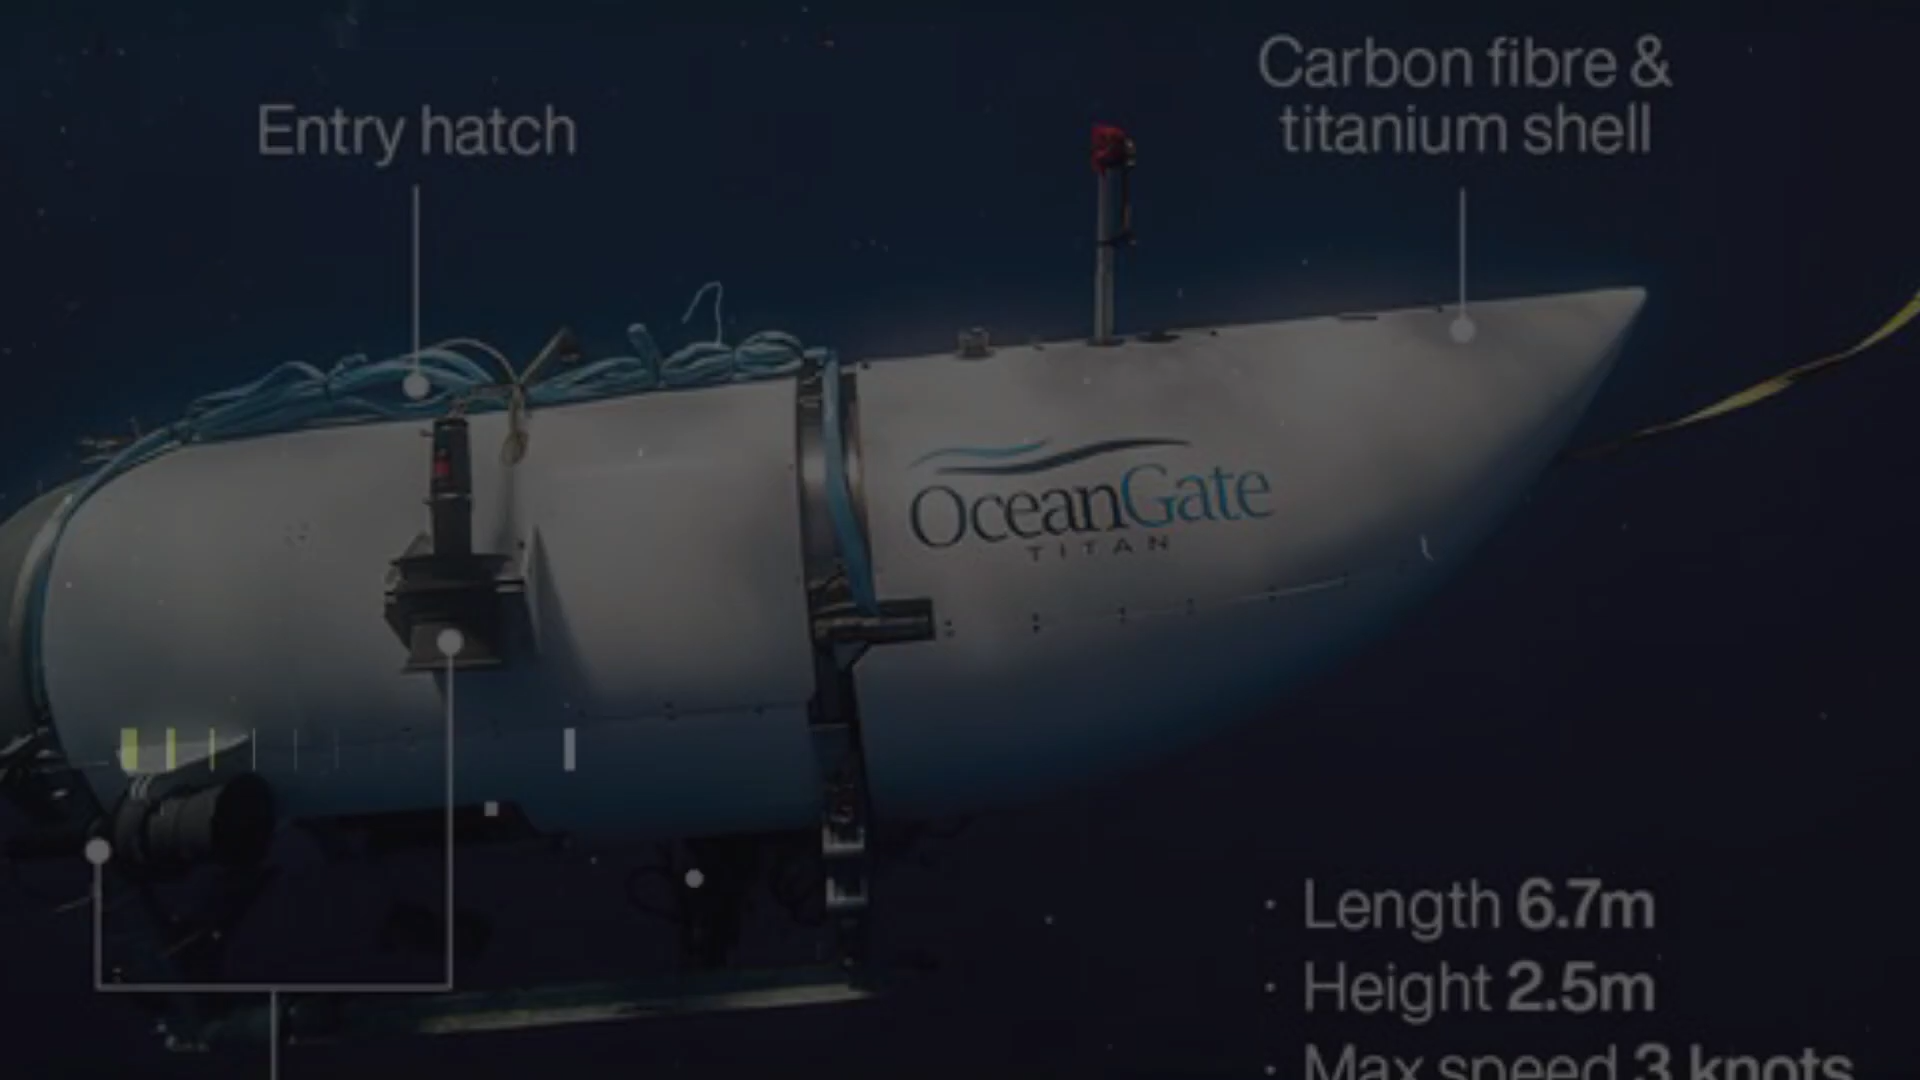 Entry hatch
Carbon fibre &
titanium shell
OceanGate
TITAN
· Length 6.7m
· Height 2.5m
· Max speed 3 knots